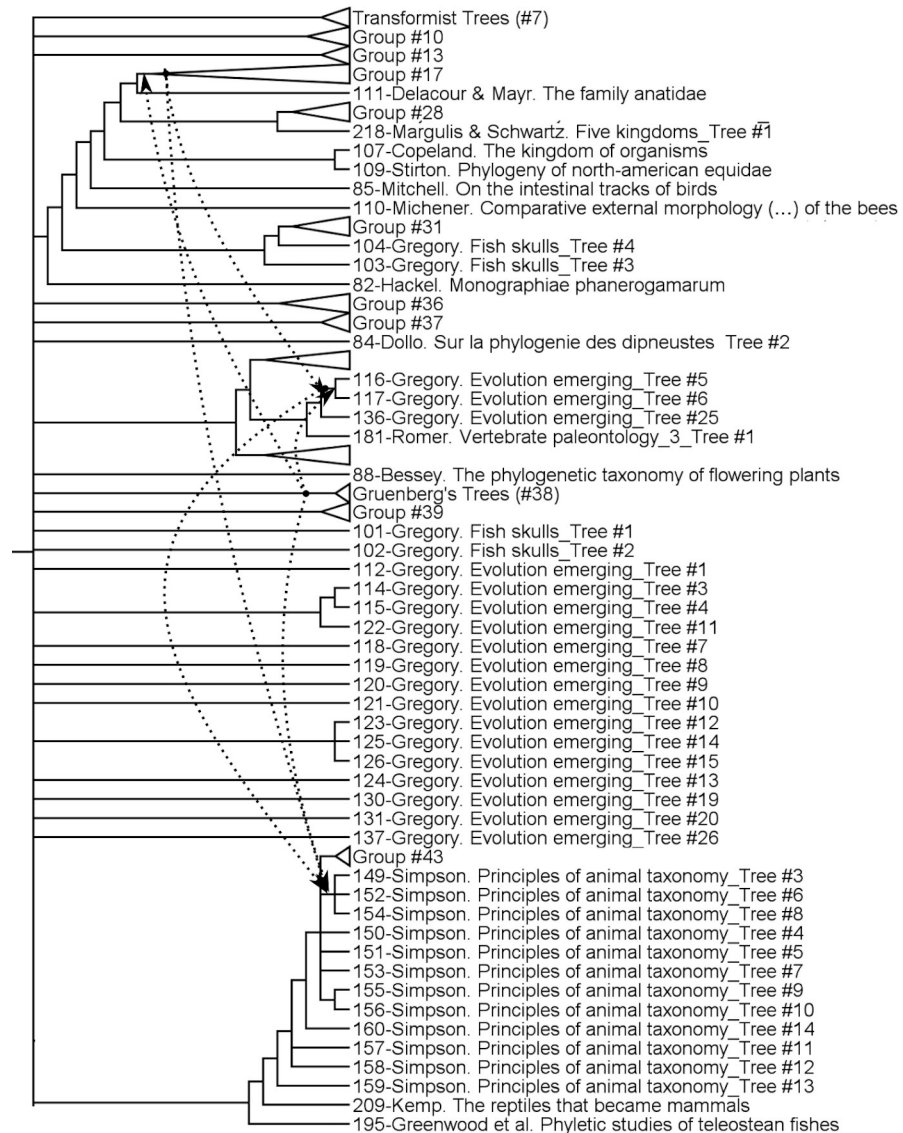 Transformist Trees (#7)
Group #10
Group #13
Group #17
111-Delacour & Mayr. The family anatidae
Group #28
218-Margulis & Schwartz. Five kingdoms_Tree #1
107-Copeland. The kingdom of organisms
109-Stirton. Phylogeny of north-american equidae
85-Mitchell. On the intestinal tracks of birds
110-Michener. Comparative external morphology (...) of the bees
Group #31
104-Gregory. Fish skulls_Tree #4
103-Gregory. Fish skulls_Tree #3
82-Hackel. Monographiae phanerogamarum
Group #36
Group #37
84-Dollo. Sur la phylogenie des dipneustes Tree #2
116-Gregory. Evolution emerging_Tree #5
117-Gregory. Evolution emerging_Tree #6
136-Gregory. Evolution emerging_Tree #25
181-Romer. Vertebrate paleontology_3_Tree #1
88-Bessey. The phylogenetic taxonomy of flowering plants
Gruenberg's Trees (#38)
Group #39
101-Gregory. Fish skulls_Tree #1
102-Gregory. Fish skulls_Tree #2
112-Gregory. Evolution emerging_Tree #1
114-Gregory. Evolution emerging_Tree #3
115-Gregory. Evolution emerging_Tree #4
122-Gregory. Evolution emerging_Tree #11
118-Gregory. Evolution emerging_Tree #7
119-Gregory. Evolution emerging_Tree #8
120-Gregory. Evolution emerging_Tree #9
121-Gregory. Evolution emerging_Tree #10
123-Gregory. Evolution emerging_Tree #12
125-Gregory. Evolution emerging_Tree #14
126-Gregory. Evolution emerging_Tree #15
124-Gregory. Evolution emerging_Tree #13
130-Gregory. Evolution emerging_Tree #19
131-Gregory. Evolution emerging_Tree #20
137-Gregory. Evolution emerging_Tree #26
Group #43
149-Simpson. Principles of animal taxonomy_Tree #3
152-Simpson. Principles of animal taxonomy_Tree #6
154-Simpson. Principles of animal taxonomy_Tree #8
150-Simpson. Principles of animal taxonomy_Tree #4
151-Simpson. Principles of animal taxonomy_Tree #5
153-Simpson. Principles of animal taxonomy_Tree #7
155-Simpson. Principles of animal taxonomy_Tree #9
156-Simpson. Principles of animal taxonomy_Tree #10
160-Simpson. Principles of animal taxonomy_Tree #14
157-Simpson. Principles of animal taxonomy_Tree #11
158-Simpson. Principles of animal taxonomy_Tree #12
159-Simpson. Principles of animal taxonomy_Tree #13
209-Kemp. The reptiles that became mammals
195-Greenwood et al. Phyletic studies of teleostean fishes